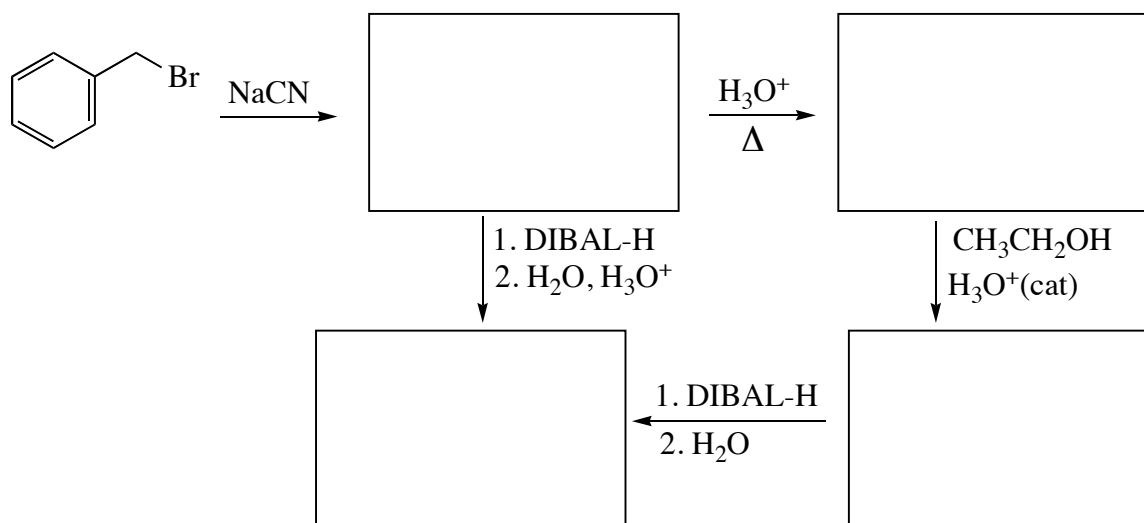 Br
NaCN
H₃O⁺
Δ
1. DIBAL-H
2. H₂O, H₃O⁺
CH₃CH₂OH
H₃O⁺(cat)
1. DIBAL-H
2. H₂O